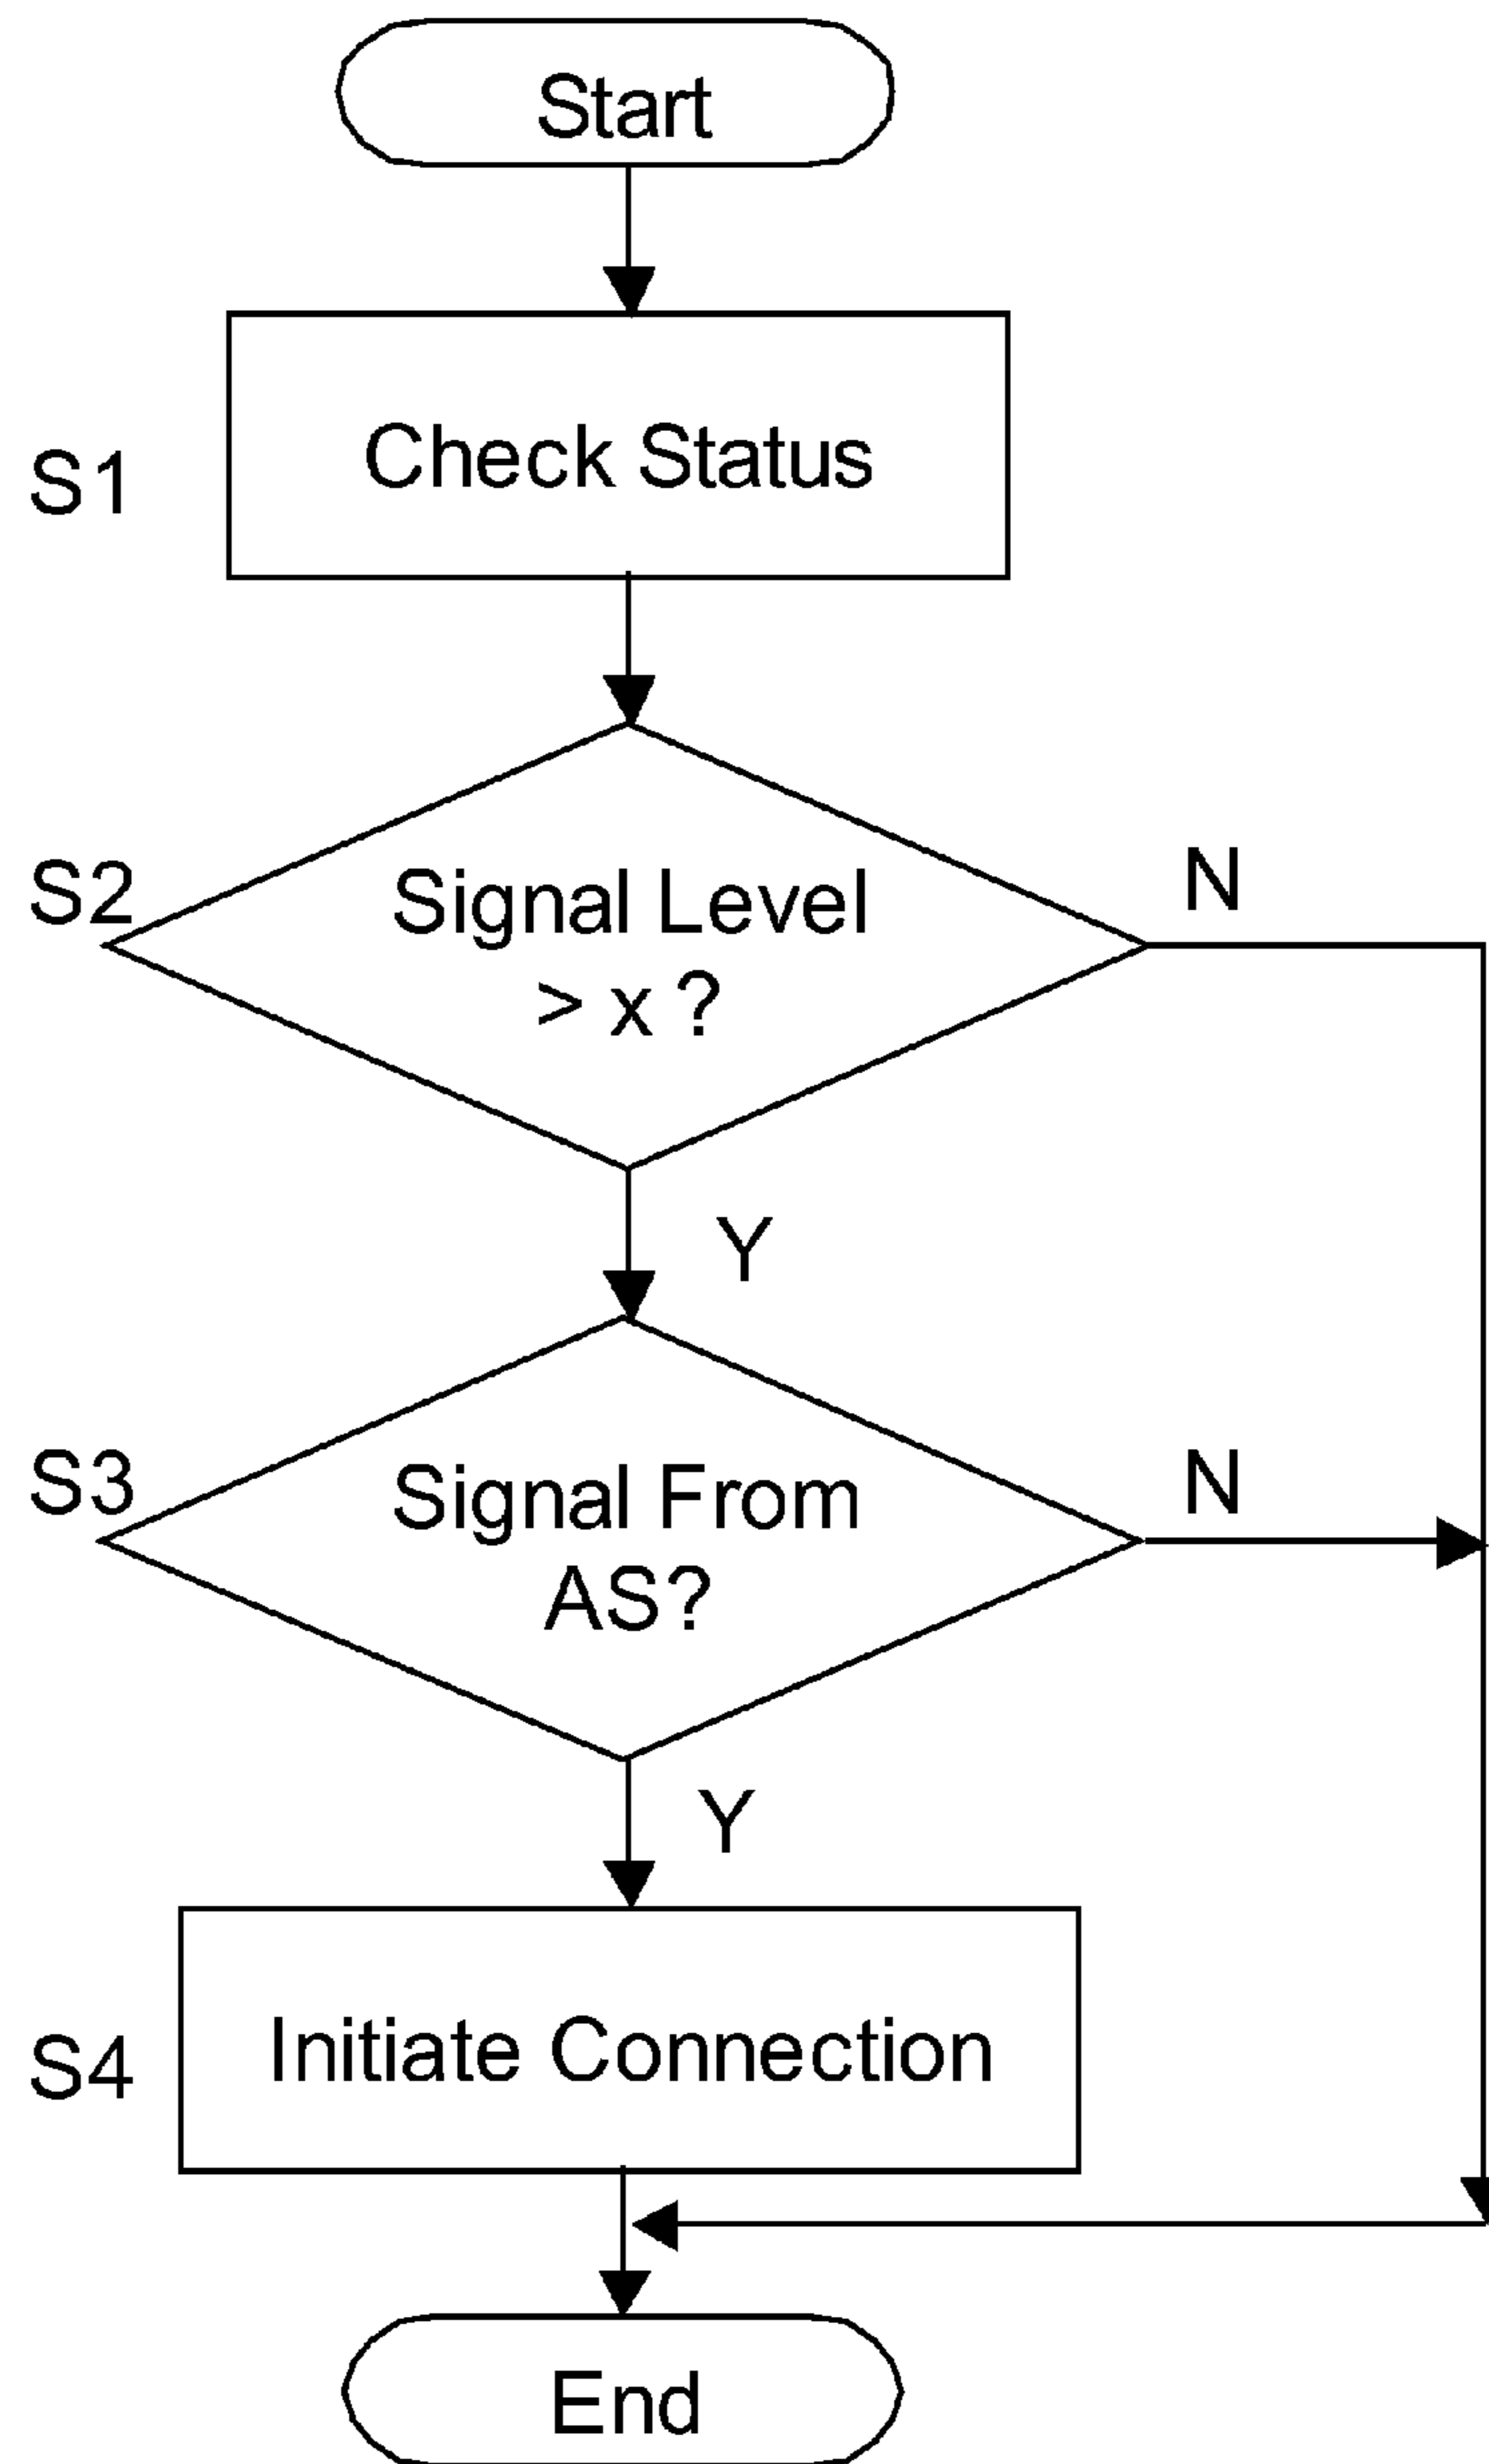 Start
S1
Check Status
S2
Signal Level
> x ?
N
Y
S3
Signal From
AS?
N
Y
S4
Initiate Connection
End